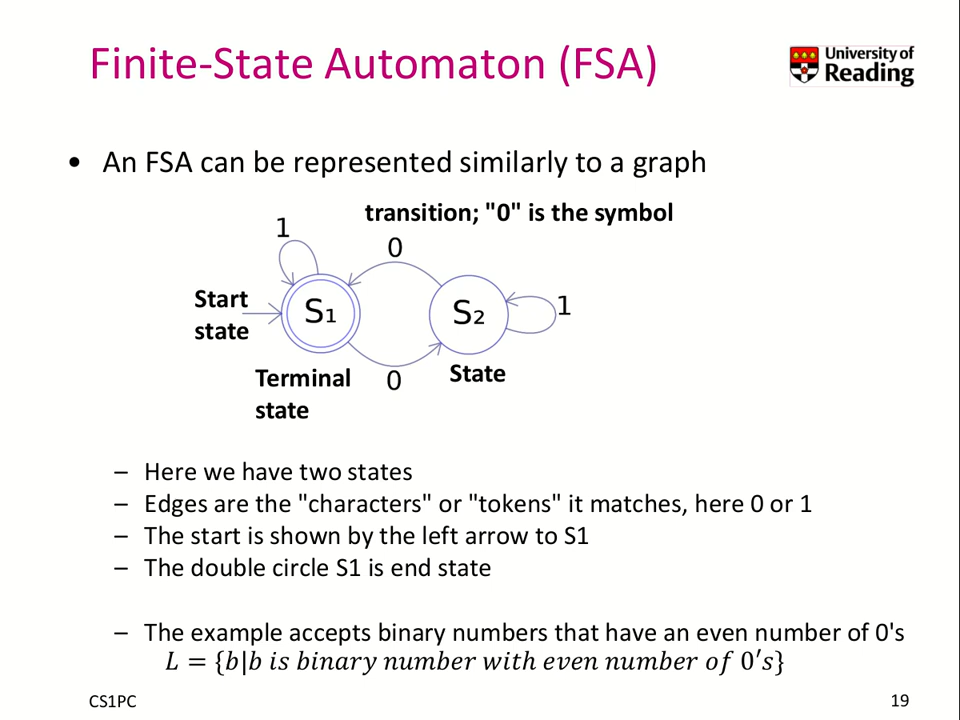 Finite-State Automaton (FSA)
University of
Reading
• An FSA can be represented similarly to a graph
transition; "0" is the symbol
1
0
Start
state
S₁
S₂
1
Terminal
state
0
State
– Here we have two states
– Edges are the "characters" or "tokens" it matches, here 0 or 1
– The start is shown by the left arrow to S1
– The double circle S1 is end state
– The example accepts binary numbers that have an even number of 0's
L = {b|b is binary number with even number of 0′s}
CS1PC
19